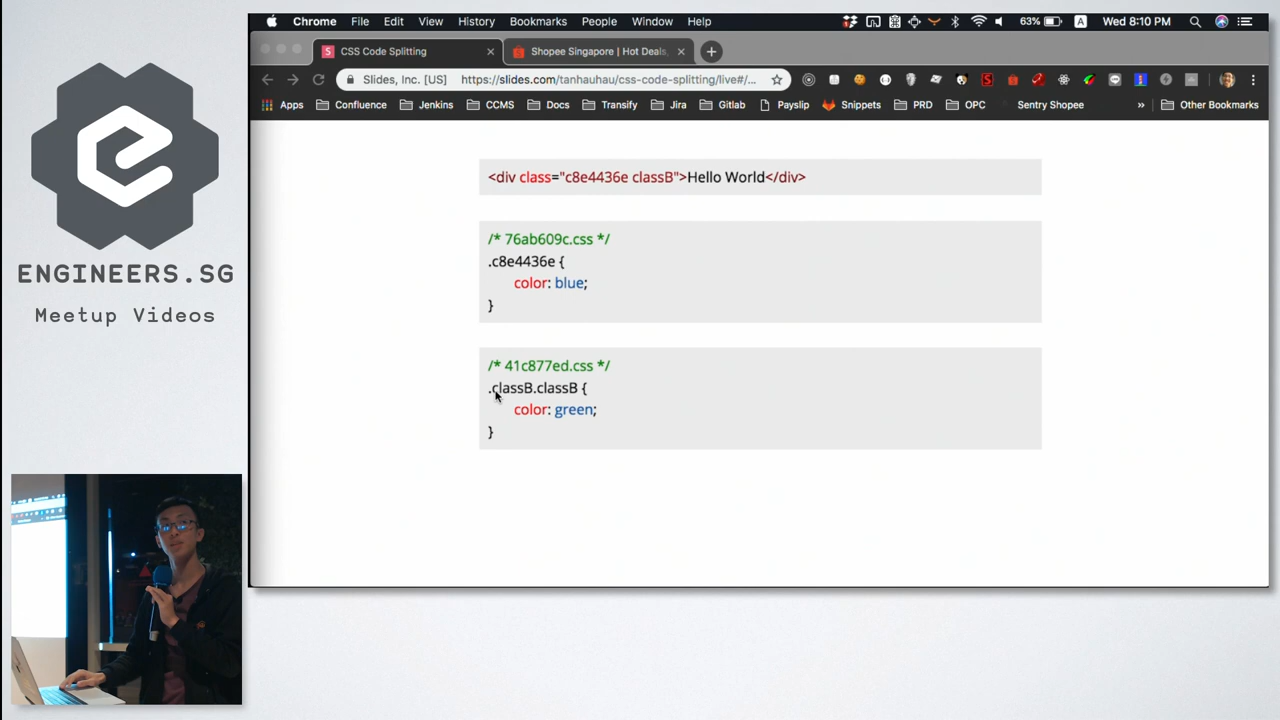 Chrome File Edit View History Bookmarks People Window Help 63% A Wed 8:10 PM
CSS Code Splitting Shopee Singapore | Hot Deals,
Slides, Inc. [US] https://slides.com/tanhauhau/css-code-splitting/live#/...
Apps Confluence Jenkins CCMS Docs Transify Jira Gitlab Payslip Snippets PRD OPC Sentry Shopee » Other Bookmarks
ENGINEERS.SG
Meetup Videos
<div class="c8e4436e classB">Hello World</div>
/* 76ab609c.css */
.c8e4436e {
color: blue;
}
/* 41c877ed.css */
.classB.classB {
color: green;
}